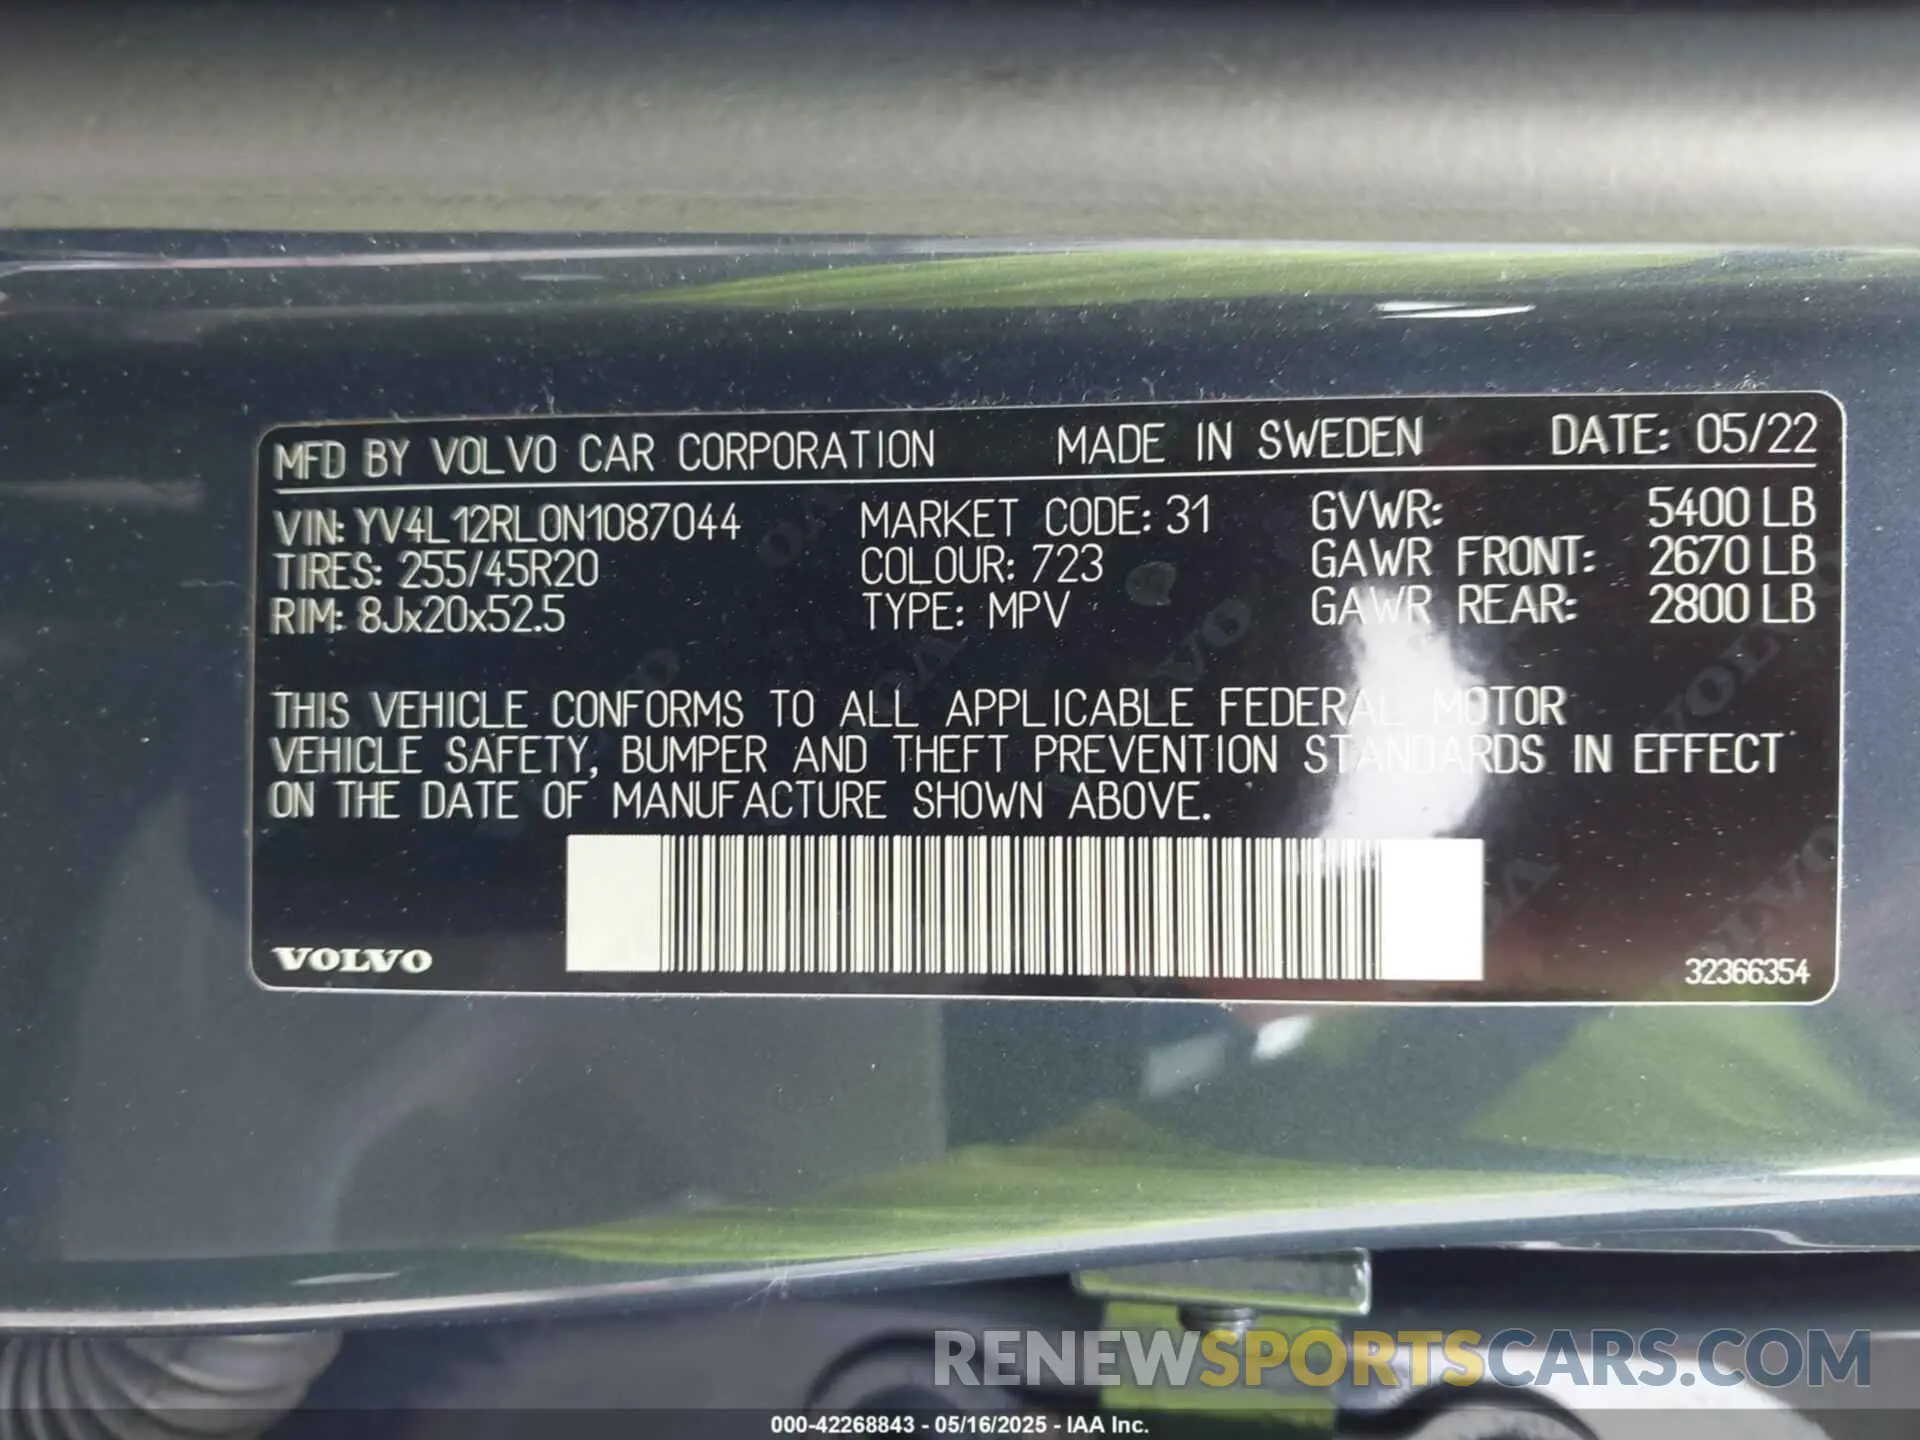 MFD BY VOLVO CAR CORPORATION MADE IN SWEDEN DATE: 05/22
VIN: YV4L12RL0N1087044 MARKET CODE: 31 GVWR: 5400 LB
TIRES: 255/45R20 COLOUR: 723 GAWR FRONT: 2670 LB
RIM: 8Jx20x52.5 TYPE: MPV GAWR REAR: 2800 LB
THIS VEHICLE CONFORMS TO ALL APPLICABLE FEDERAL MOTOR
VEHICLE SAFETY, BUMPER AND THEFT PREVENTION STANDARDS IN EFFECT
ON THE DATE OF MANUFACTURE SHOWN ABOVE.
VOLVO
32366354
RENEWSPORTSCARS.COM
000-42268843 - 05/16/2025 - IAA Inc.